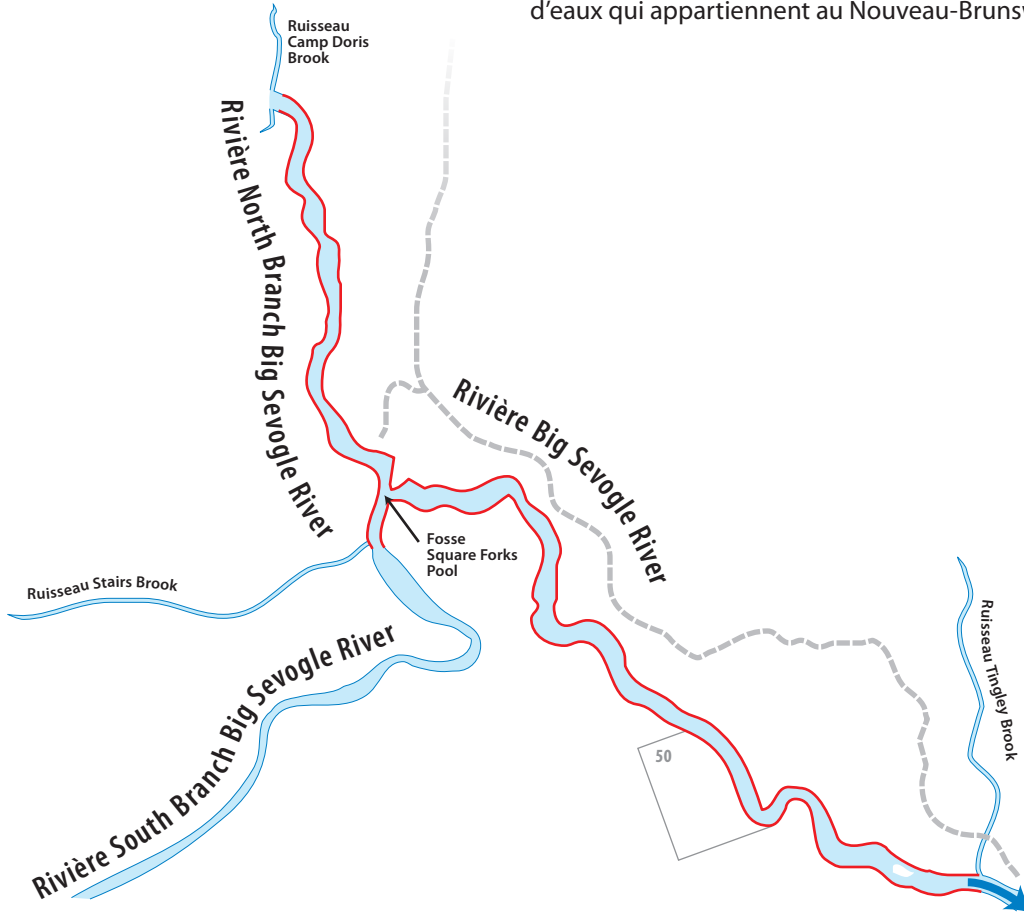 d'eaux qui appartiennent au Nouveau-Bruns
Ruisseau
Camp Doris
Brook
Rivière North Branch Big Sevogle River
Rivière Big Sevogle River
Fosse
Square Forks
Pool
Ruisseau Stairs Brook
Rivière South Branch Big Sevogle River
Ruisseau Tingley Brook
50